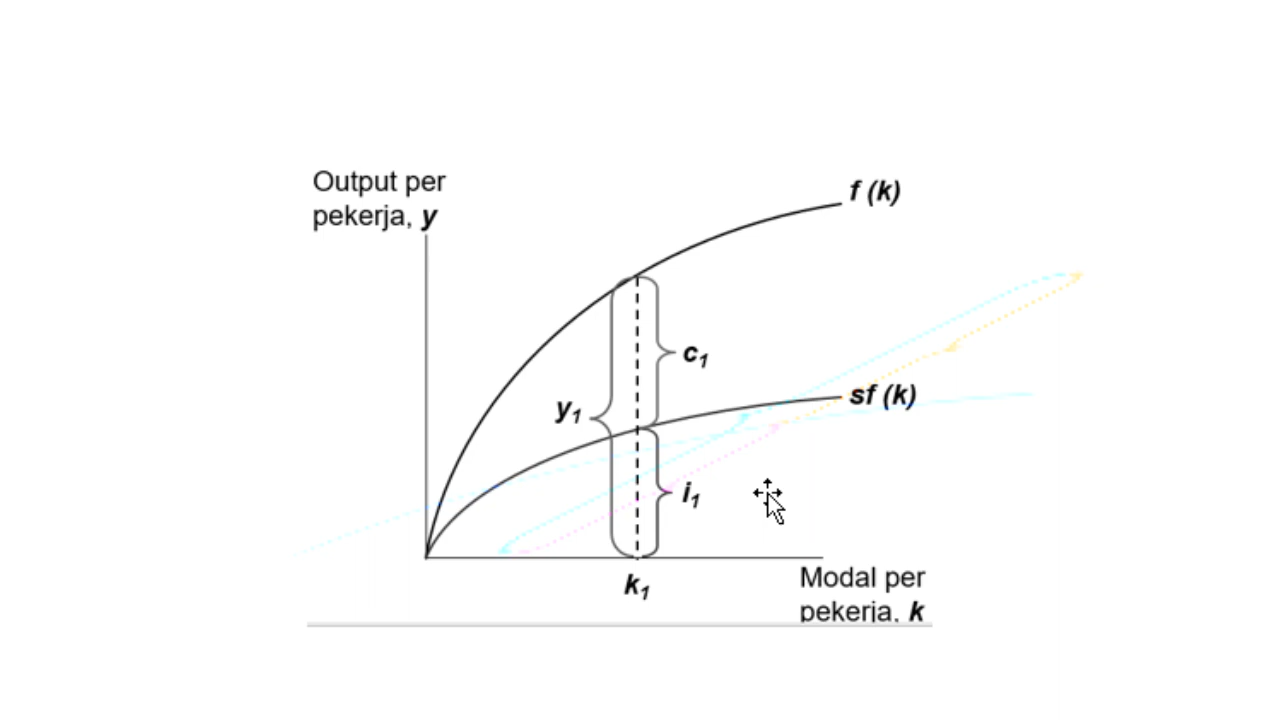 Output per
pekerja, y
f (k)
c1
sf (k)
y1
i1
k1
Modal per
pekerja, k